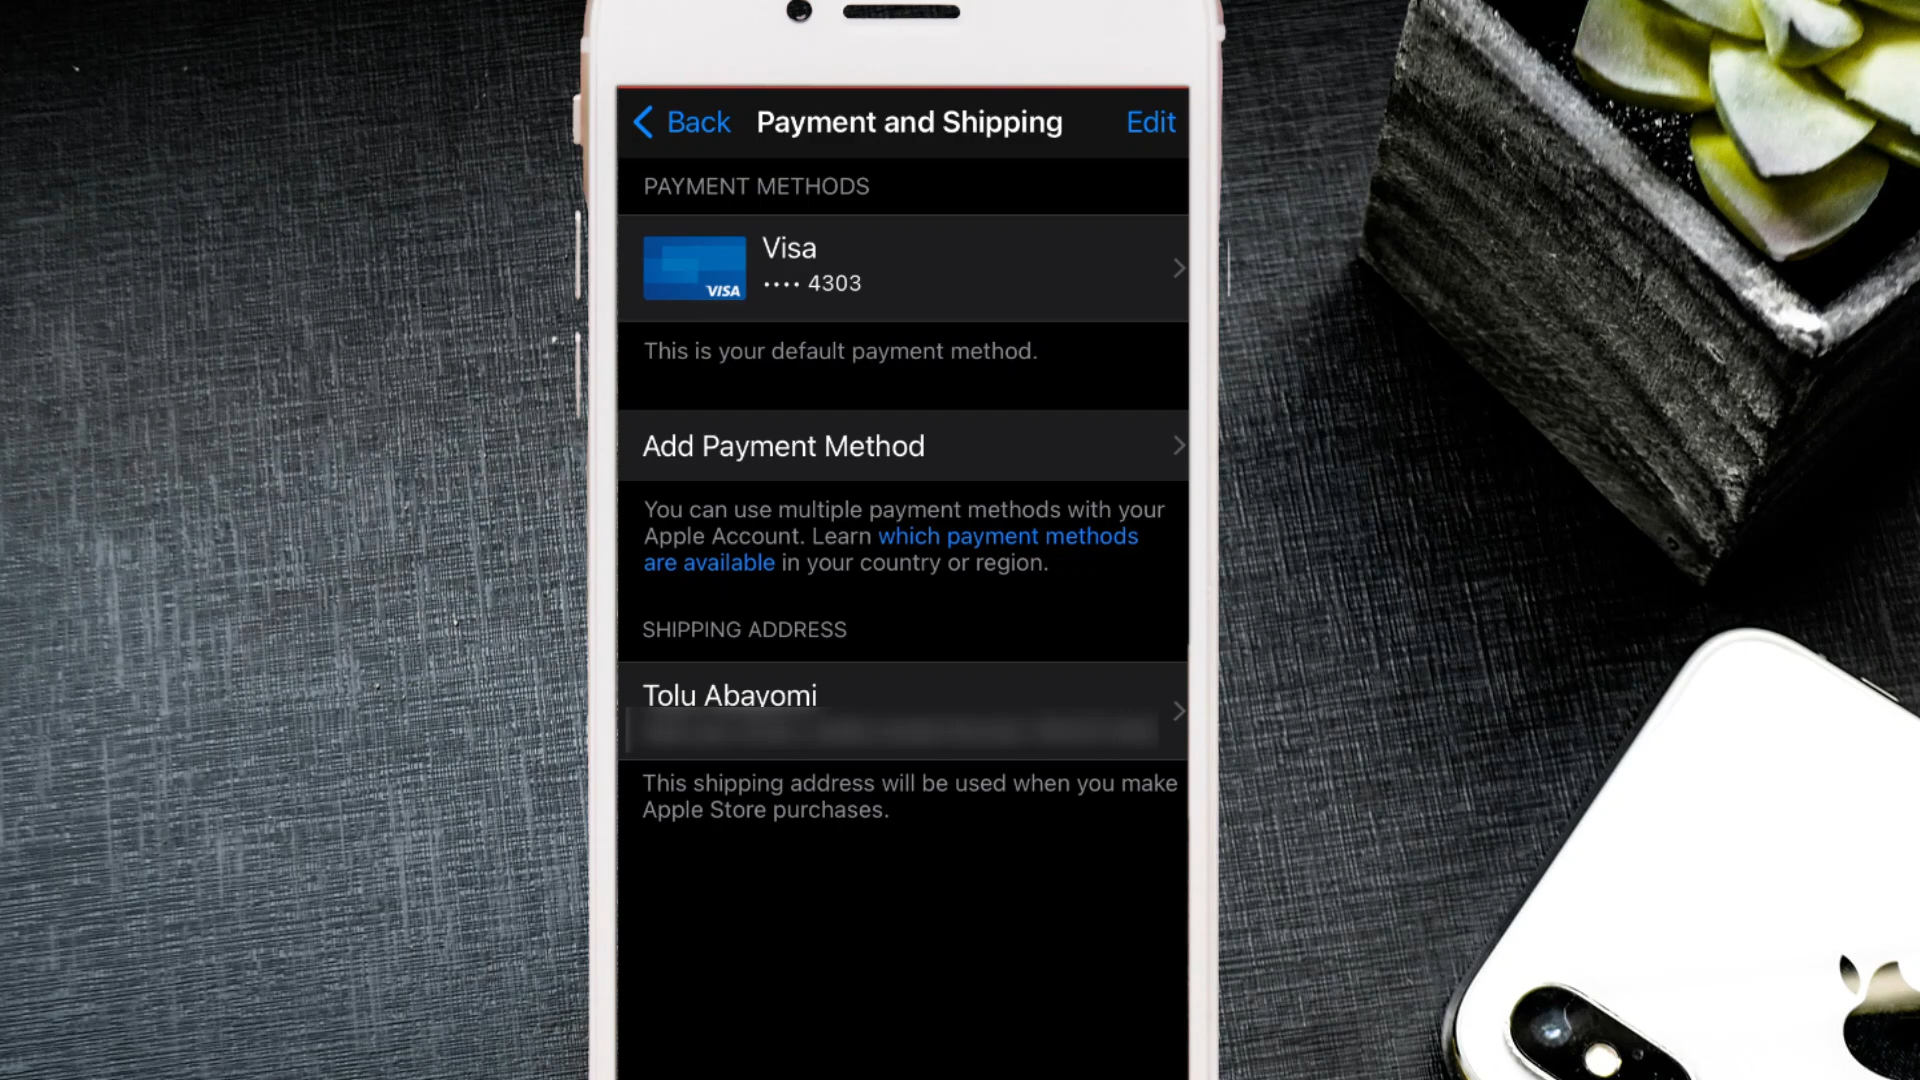 Back Payment and Shipping Edit
PAYMENT METHODS
Visa
VISA
•••• 4303
This is your default payment method.
Add Payment Method
You can use multiple payment methods with your
Apple Account. Learn which payment methods
are available in your country or region.
SHIPPING ADDRESS
Tolu Abayomi
This shipping address will be used when you make
Apple Store purchases.